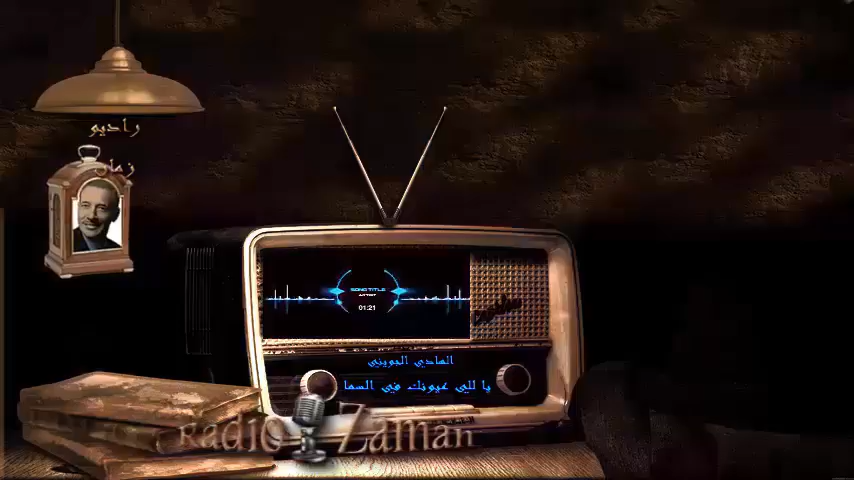 راديو
زمان
SONG TITLE
ARTIST
01:21
الهادي الجويني
يا للي عيونك في السما
Radio Zaman